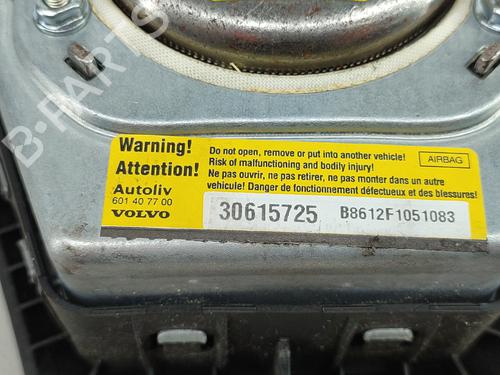 B-PARTS
Warning!
Attention!
Autoliv
601 40 77 00
VOLVO
Do not open, remove or put into another vehicle!
Risk of malfunctioning and bodily injury!
Ne pas ouvrir, ne pas retirer, ne pas monter dans un autre
vehicule! Danger de fonctionnement défectueux et des blessures!
AIRBAG
30615725
B8612F1051083